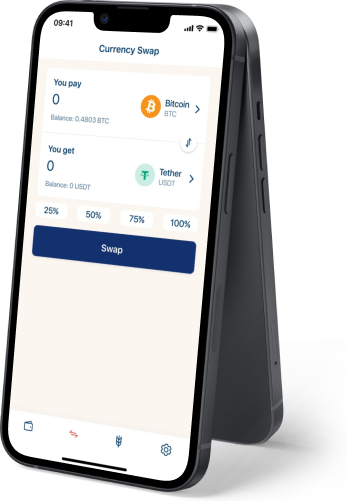 09:41
Currency Swap
You pay
0
Bitcoin
BTC
Balance: 0.4803 BTC
You get
0
Tether
USDT
Balance: 0 USDT
25% 50% 75% 100%
Swap